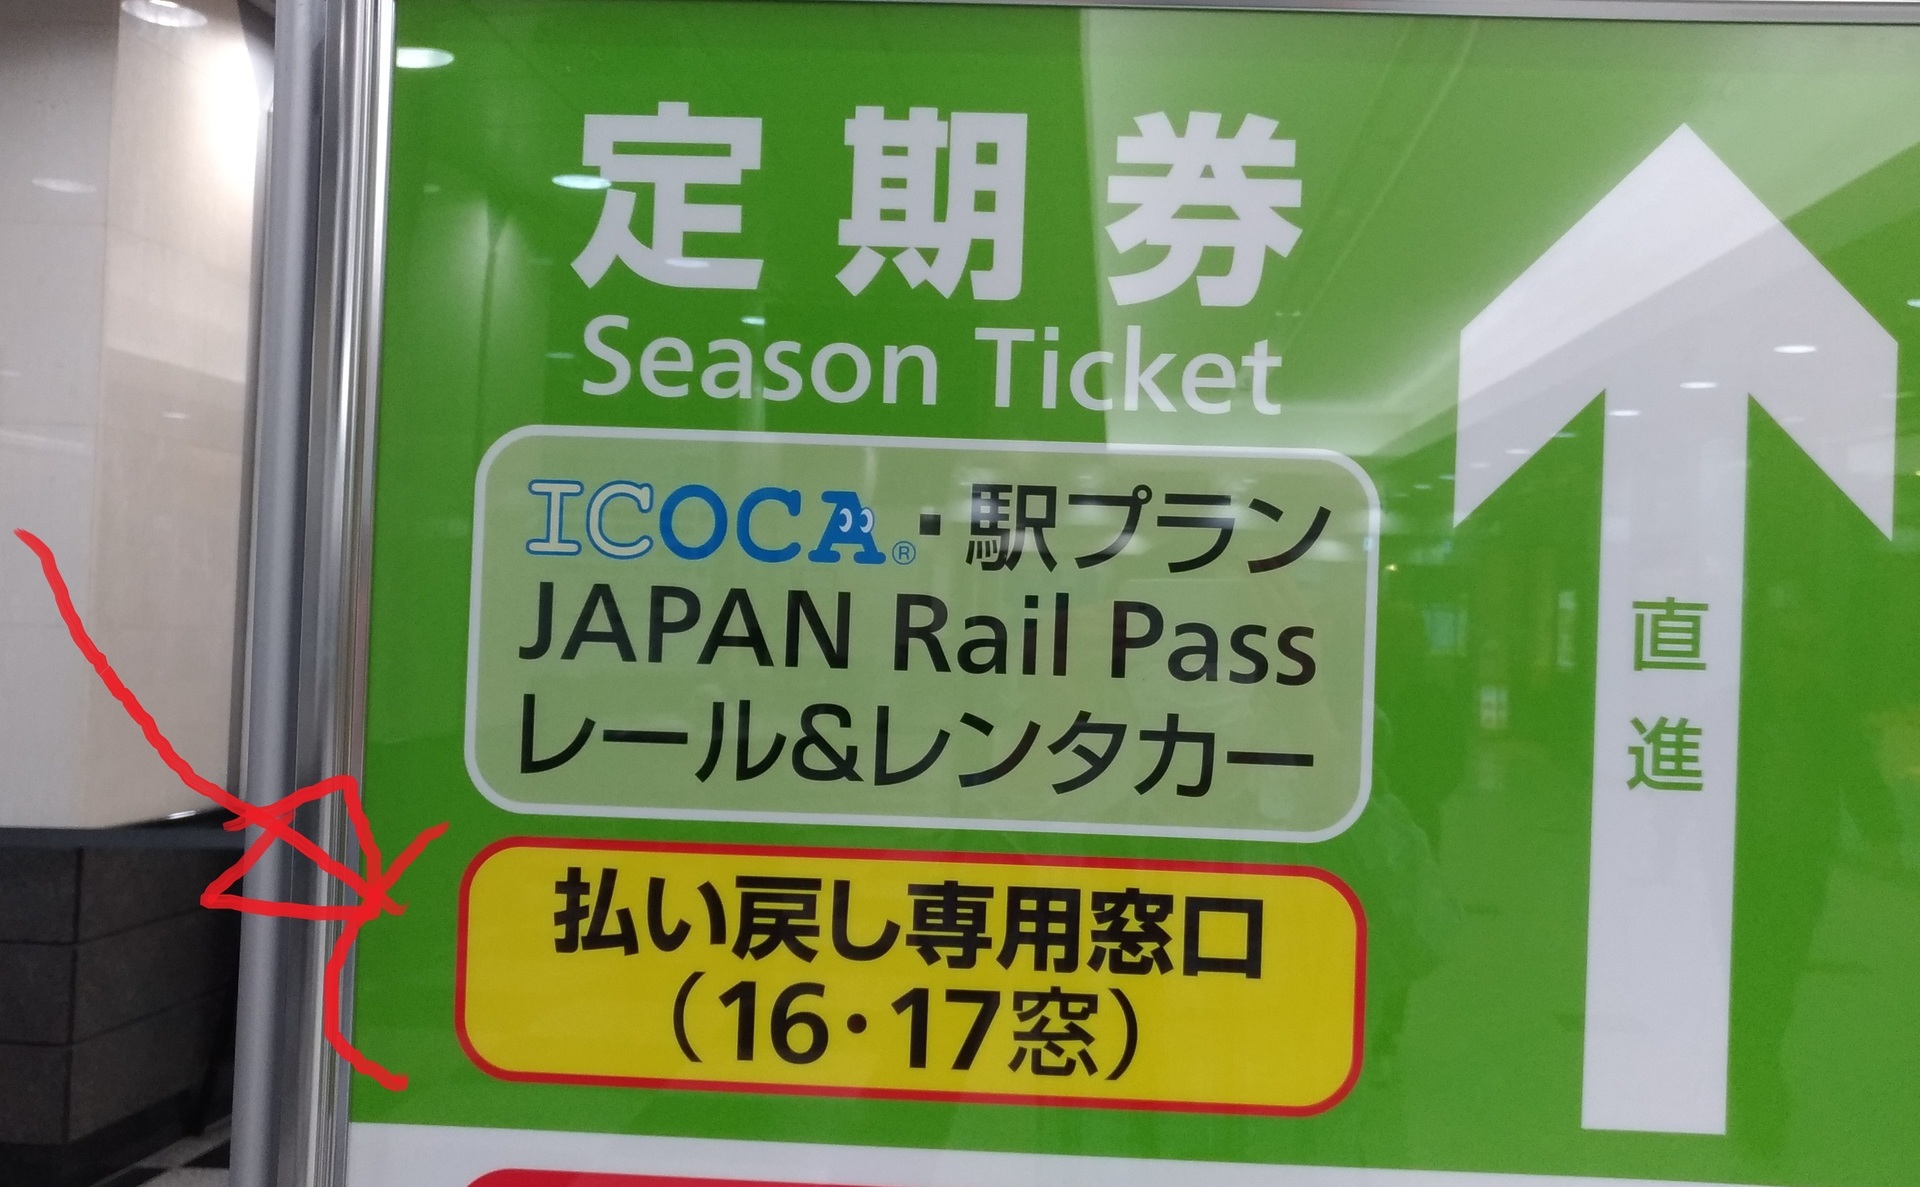 定期券
Season Ticket
ICOCA®・駅プラン
JAPAN Rail Pass
レール&レンタカー
払い戻し専用窓口
（16・17窓）
直進